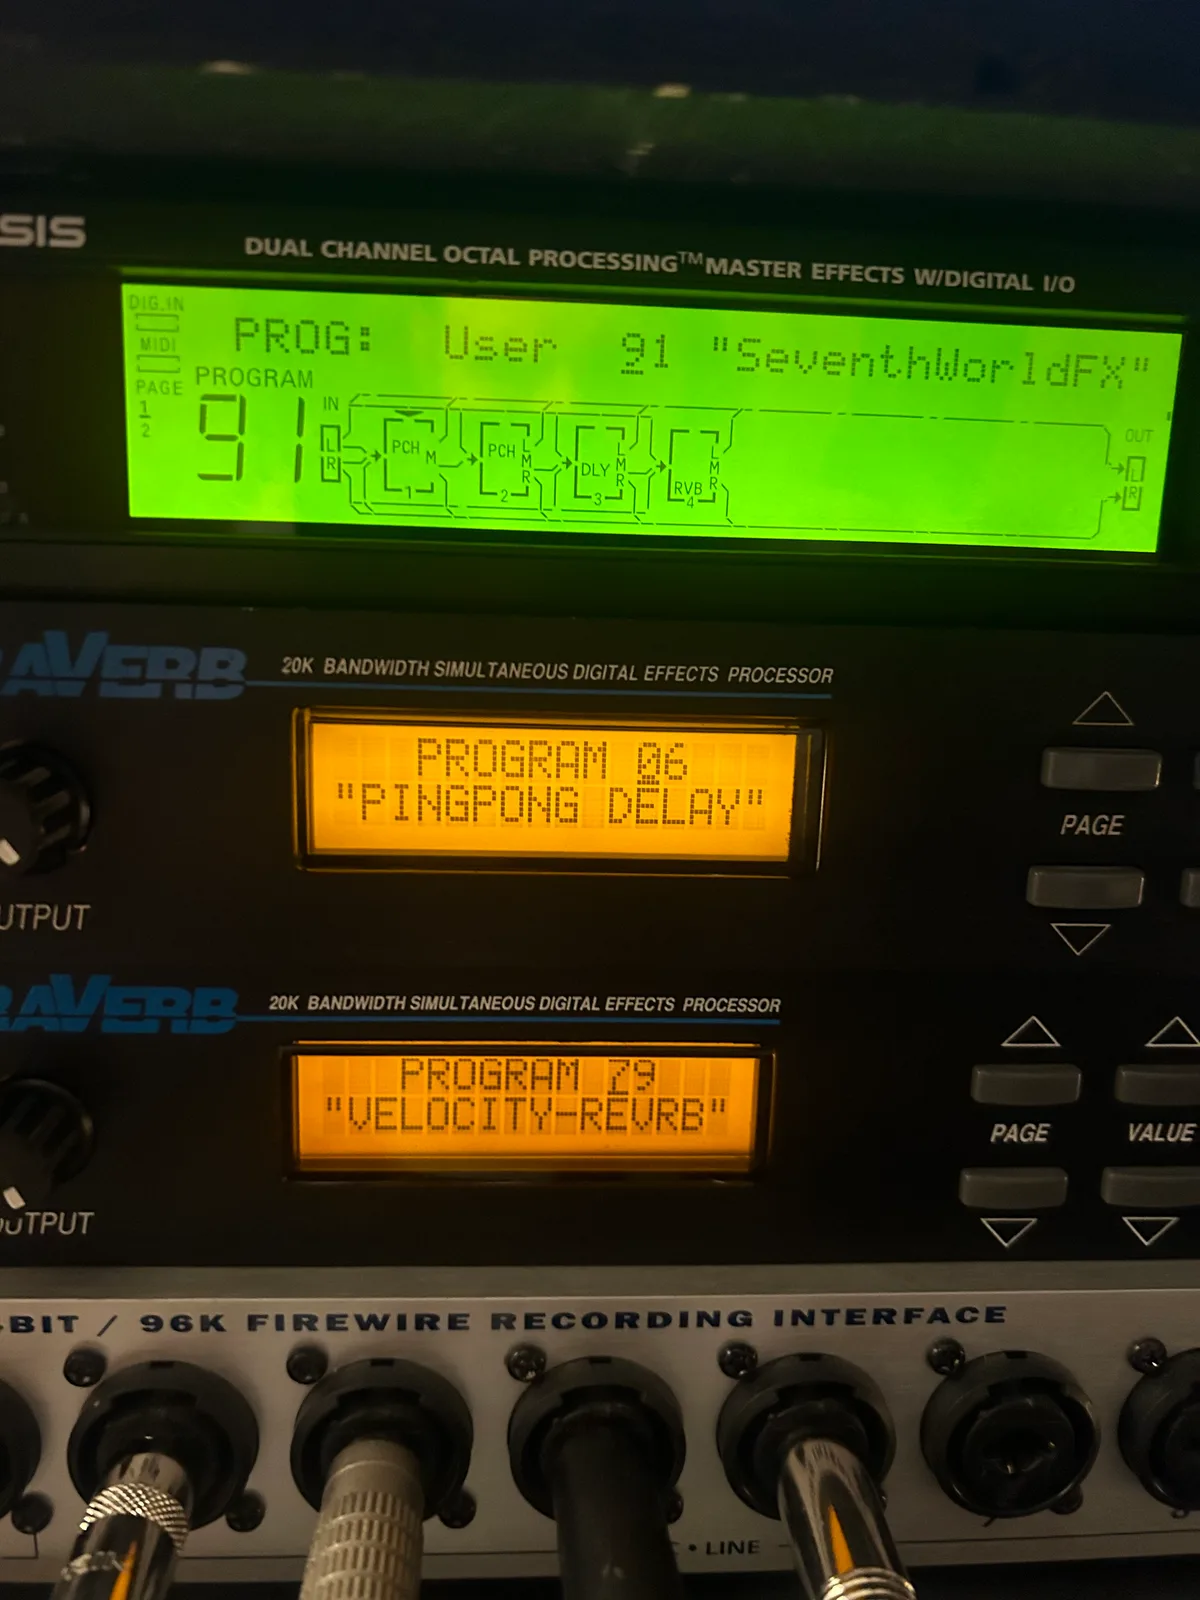 SIS
DUAL CHANNEL OCTAL PROCESSING™ MASTER EFFECTS W/DIGITAL I/O
DIG.IN
MIDI
PAGE
1
2
PROG: User 91 "SeventhWorldFX"
PROGRAM
91
IN
L
R
PCH M 1
PCH L M R 2
DLY L M R 3
RVB L M R 4
OUT
L
R
AVERB
20K BANDWIDTH SIMULTANEOUS DIGITAL EFFECTS PROCESSOR
PROGRAM 06
"PINGPONG DELAY"
PAGE
UTPUT
RAVERB
20K BANDWIDTH SIMULTANEOUS DIGITAL EFFECTS PROCESSOR
PROGRAM 79
"VELOCITY-REVRB"
PAGE
VALUE
OUTPUT
-BIT / 96K FIREWIRE RECORDING INTERFACE
• LINE